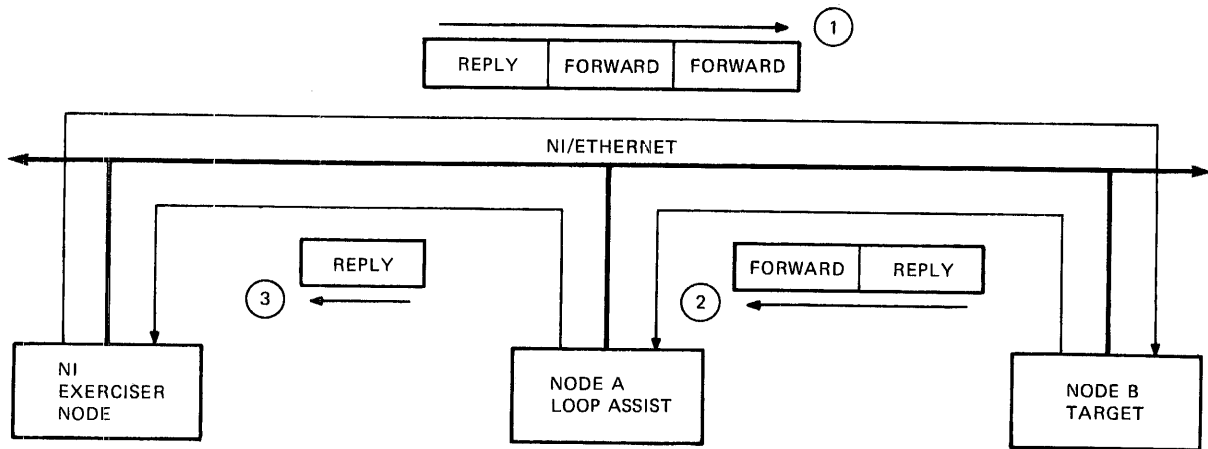 1
REPLY FORWARD FORWARD
NI/ETHERNET
REPLY
3
FORWARD REPLY
2
NI
EXERCISER
NODE
NODE A
LOOP ASSIST
NODE B
TARGET